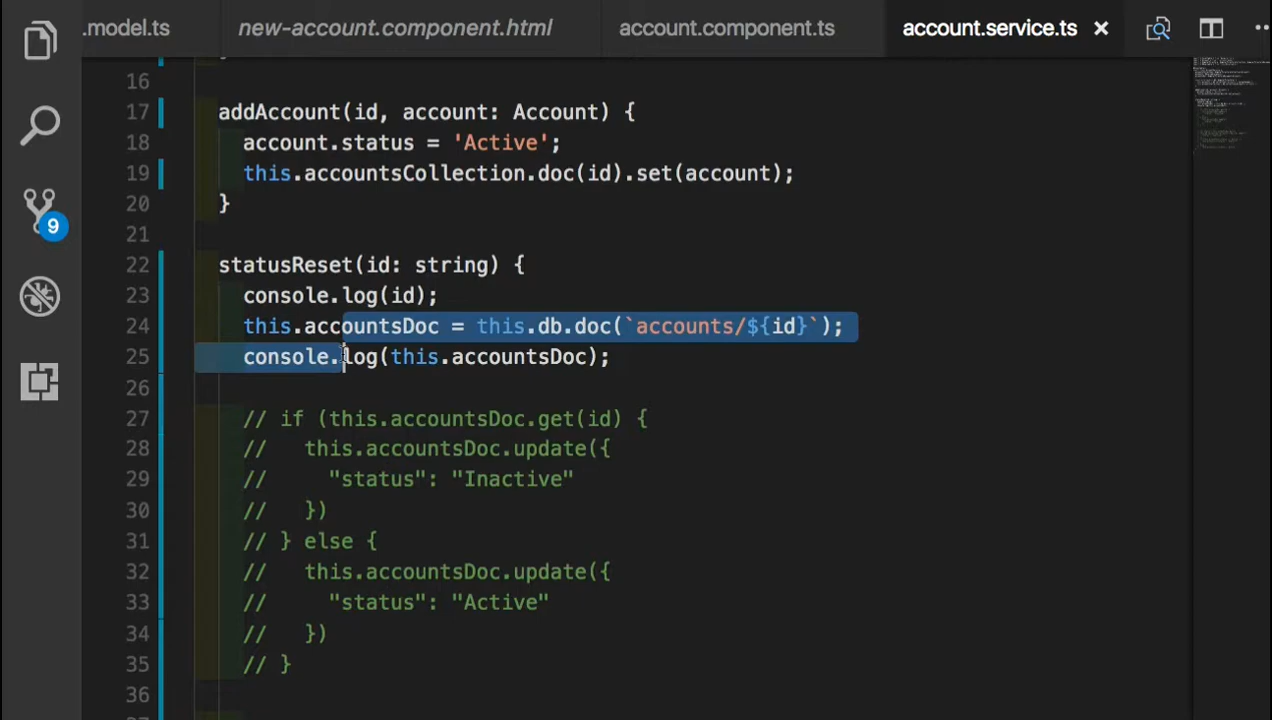 .model.ts new-account.component.html account.component.ts account.service.ts
16
17 addAccount(id, account: Account) {
18 account.status = 'Active';
19 this.accountsCollection.doc(id).set(account);
20 }
21
22 statusReset(id: string) {
23 console.log(id);
24 this.accountsDoc = this.db.doc(`accounts/${id}`);
25 console.log(this.accountsDoc);
26
27 // if (this.accountsDoc.get(id) {
28 // this.accountsDoc.update({
29 // "status": "Inactive"
30 // })
31 // } else {
32 // this.accountsDoc.update({
33 // "status": "Active"
34 // })
35 // }
36
9